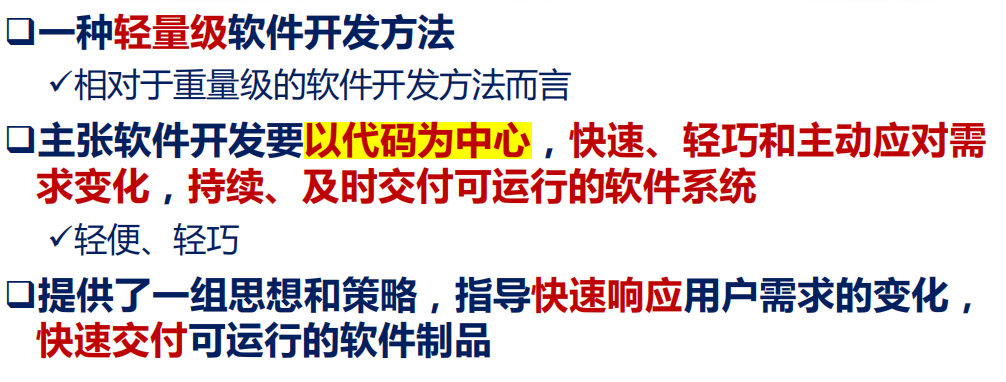 ❑一种轻量级软件开发方法
✓相对于重量级的软件开发方法而言
❑主张软件开发要以代码为中心，快速、轻巧和主动应对需
求变化，持续、及时交付可运行的软件系统
✓轻便、轻巧
❑提供了一组思想和策略，指导快速响应用户需求的变化，
快速交付可运行的软件制品